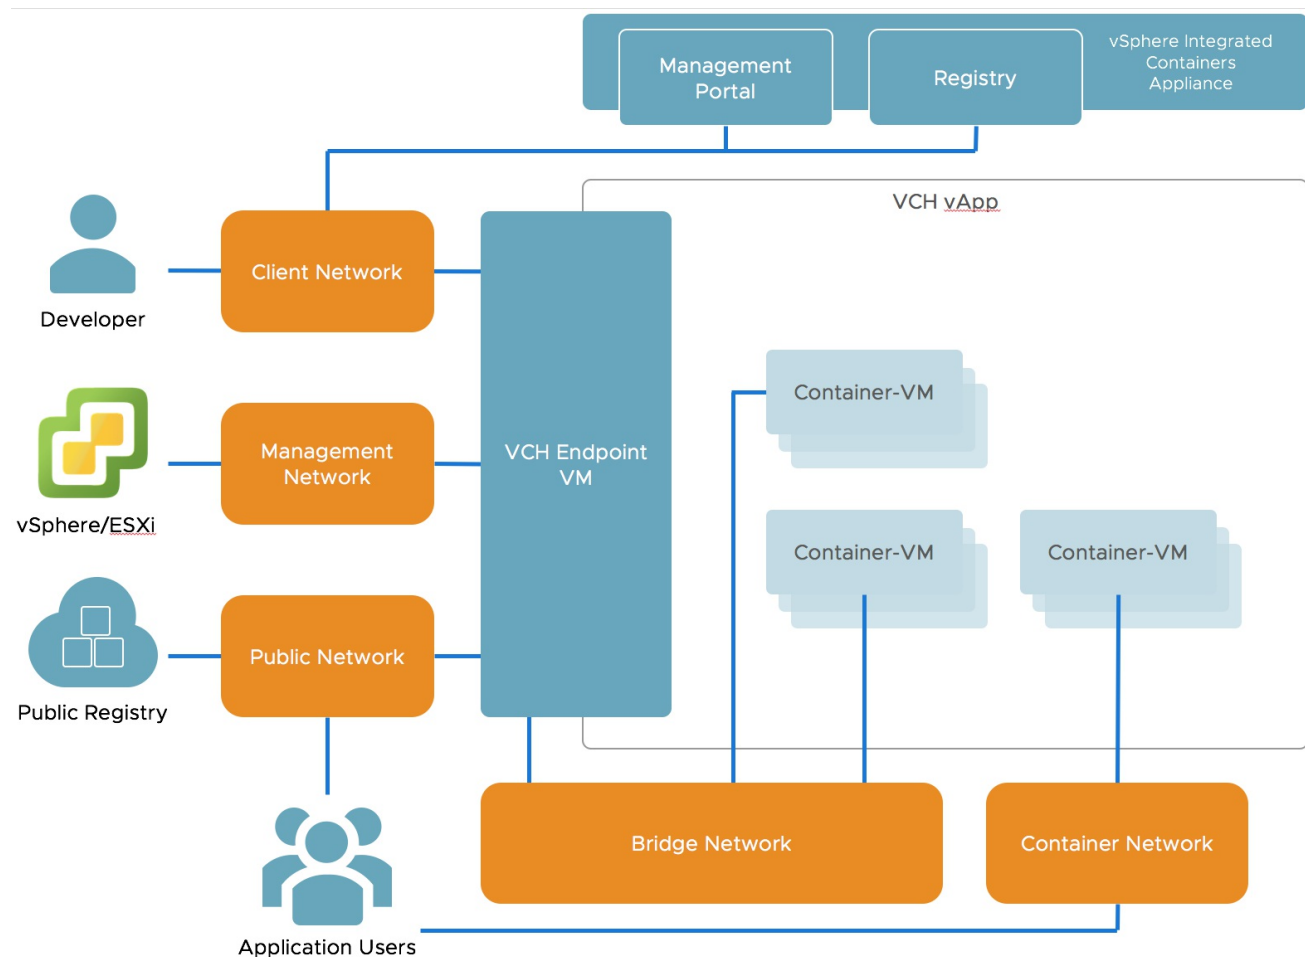 vSphere Integrated
Containers
Appliance
Management
Portal
Registry
VCH vApp
Developer
Client Network
vSphere/ESXi
Management
Network
VCH Endpoint
VM
Container-VM
Container-VM
Container-VM
Public Registry
Public Network
Bridge Network
Container Network
Application Users